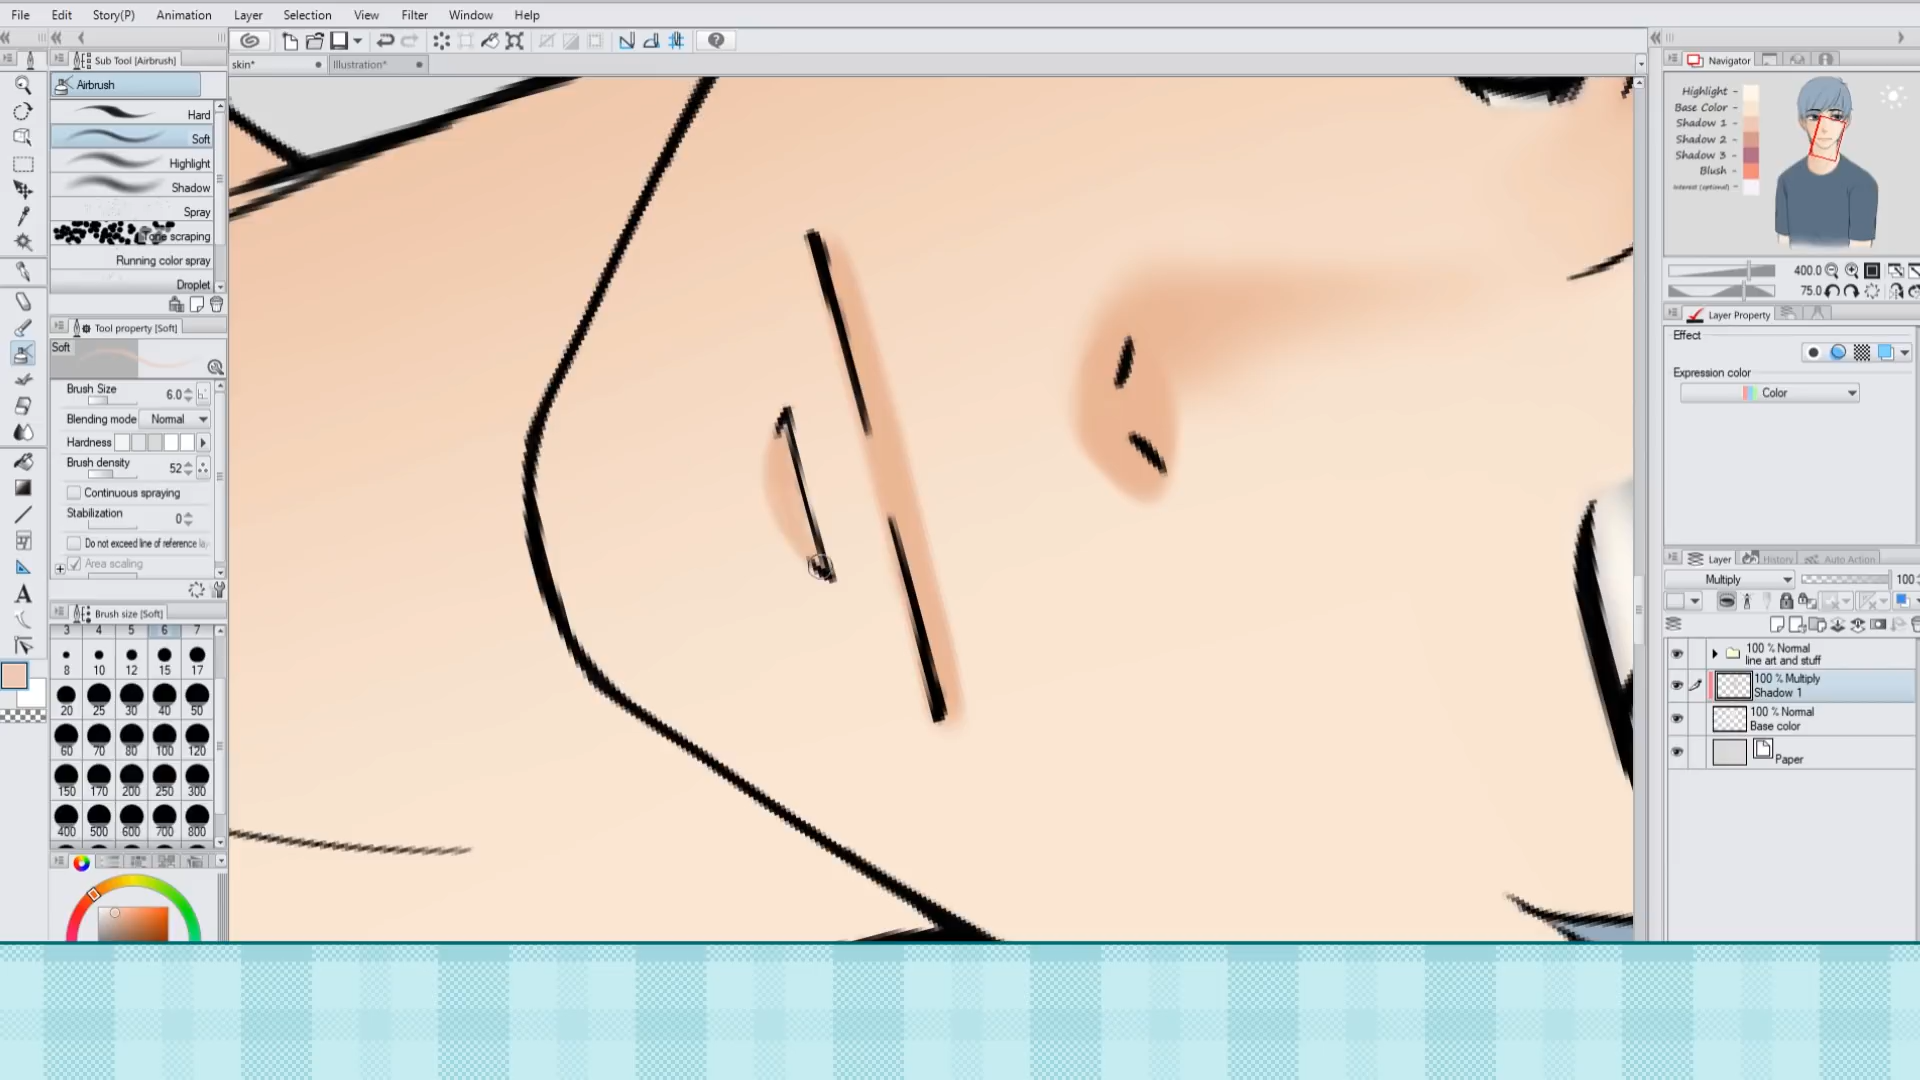 File Edit Story(P) Animation Layer Selection View Filter Window Help
Sub Tool [Airbrush]
skin*
Illustration*
Airbrush
Hard
Soft
Highlight
Shadow
Spray
Tone scraping
Running color spray
Droplet
Tool property [Soft]
Soft
Brush Size 6.0
Blending mode Normal
Hardness
Brush density 52
Continuous spraying
Stabilization 0
Do not exceed line of reference
Area scaling
Brush size [Soft]
3 4 5 6 7
8 10 12 15 17
20 25 30 40 50
60 70 80 100 120
150 170 200 250 300
400 500 600 700 800
Navigator
Highlight -
Base Color -
Shadow 1 -
Shadow 2 -
Shadow 3 -
Blush -
Interest (optional) -
400.0
75.0
Layer Property
Effect
Expression color
Color
Layer History Auto Action
Multiply 100
100 % Normal
line art and stuff
100 % Multiply
Shadow 1
100 % Normal
Base color
Paper